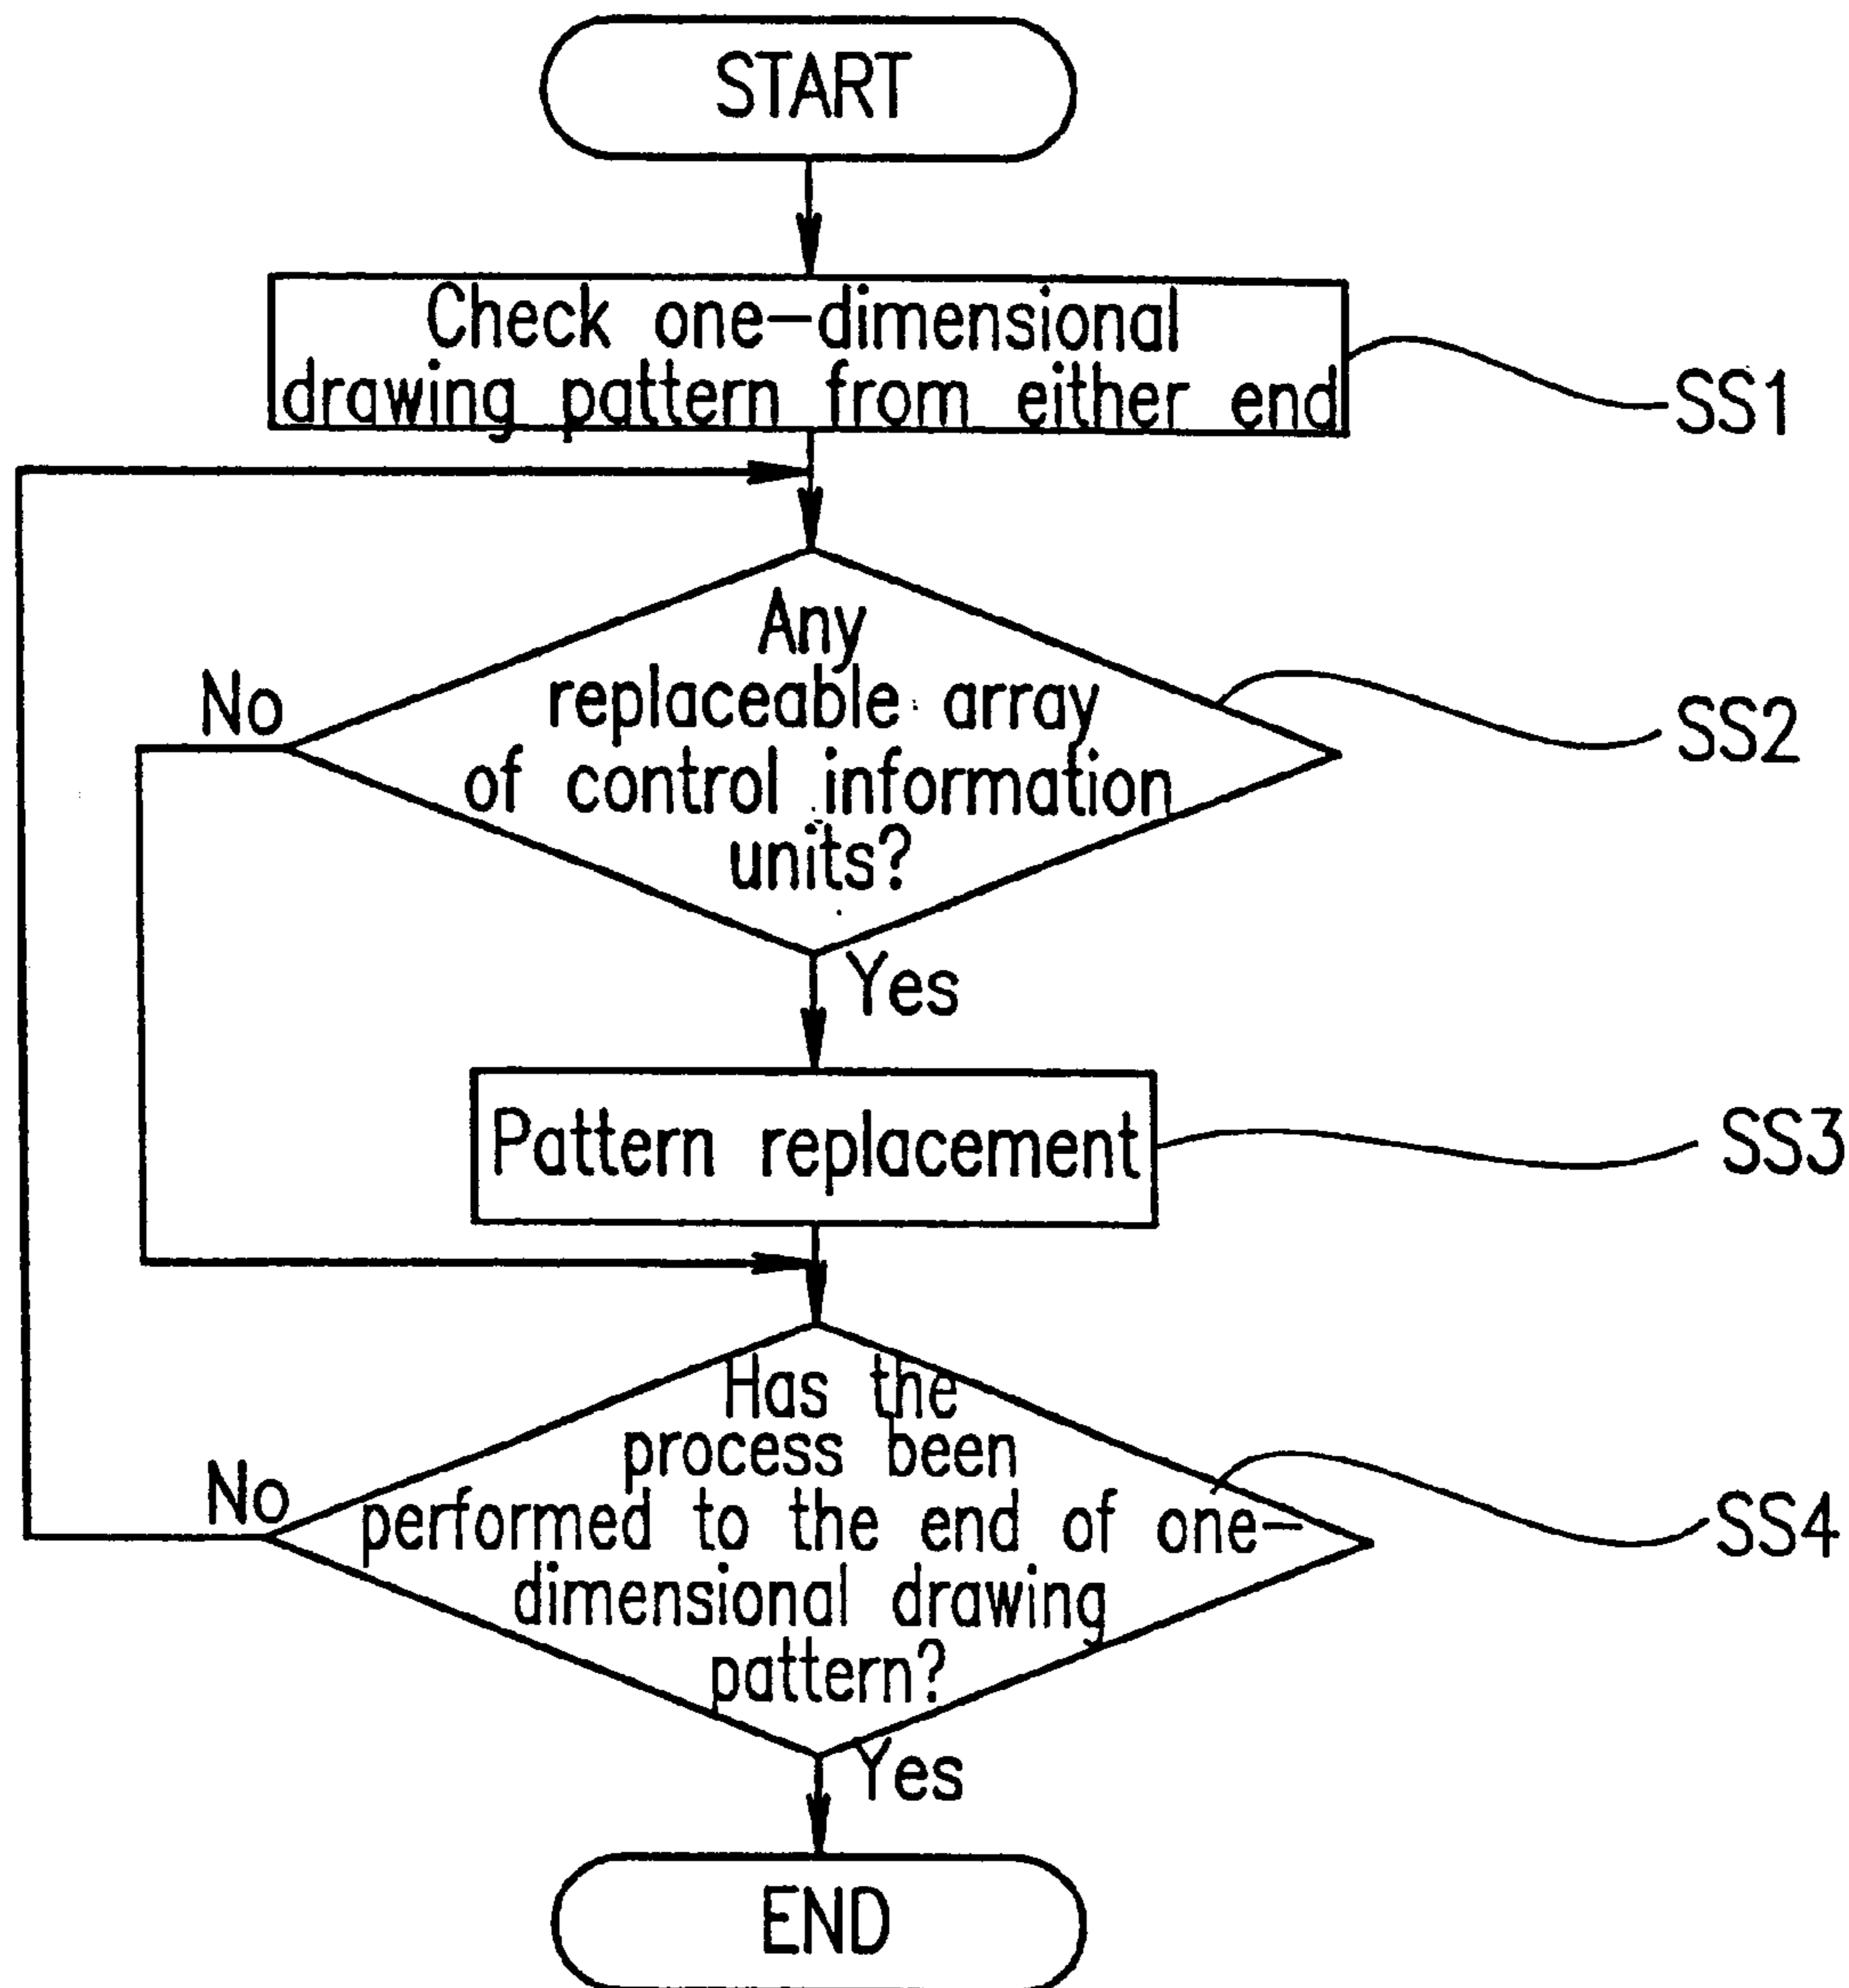 START
Check one-dimensional
drawing pattern from either end
SS1
Any
replaceable array
of control information
units?
No
SS2
Yes
Pattern replacement
SS3
Has the
process been
performed to the end of one-
dimensional drawing
pattern?
No
SS4
Yes
END